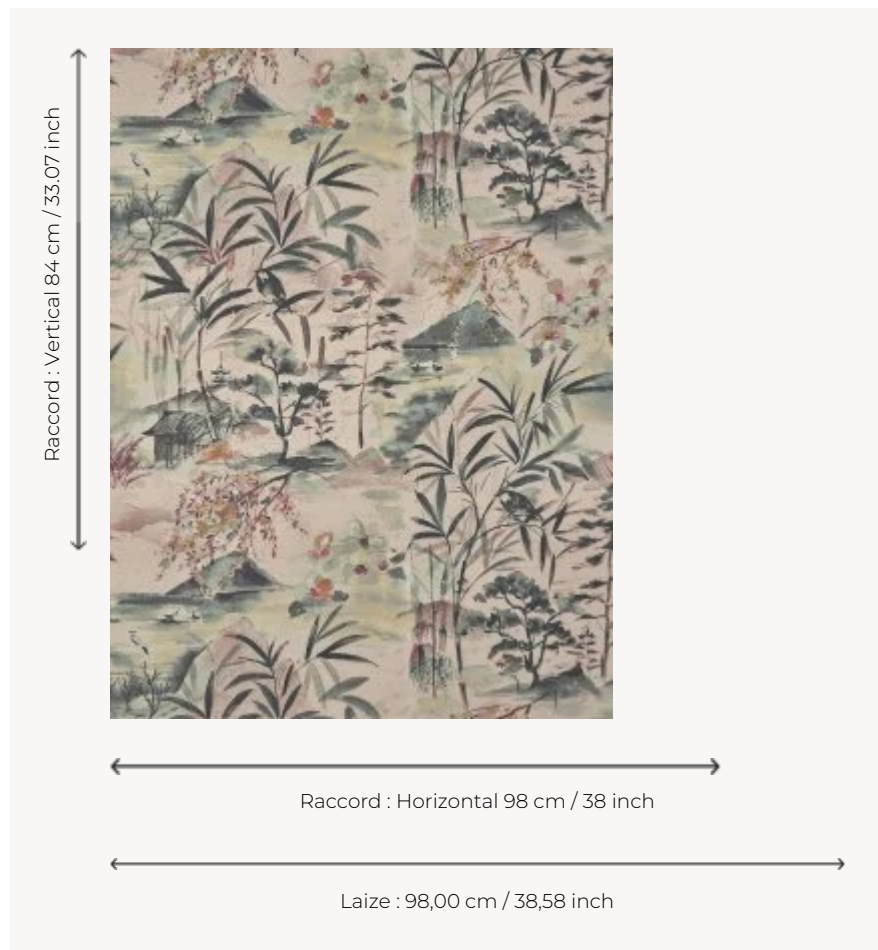 Raccord : Vertical 84 cm / 33.07 inch
Raccord : Horizontal 98 cm / 38 inch
Laize : 98,00 cm / 38,58 inch